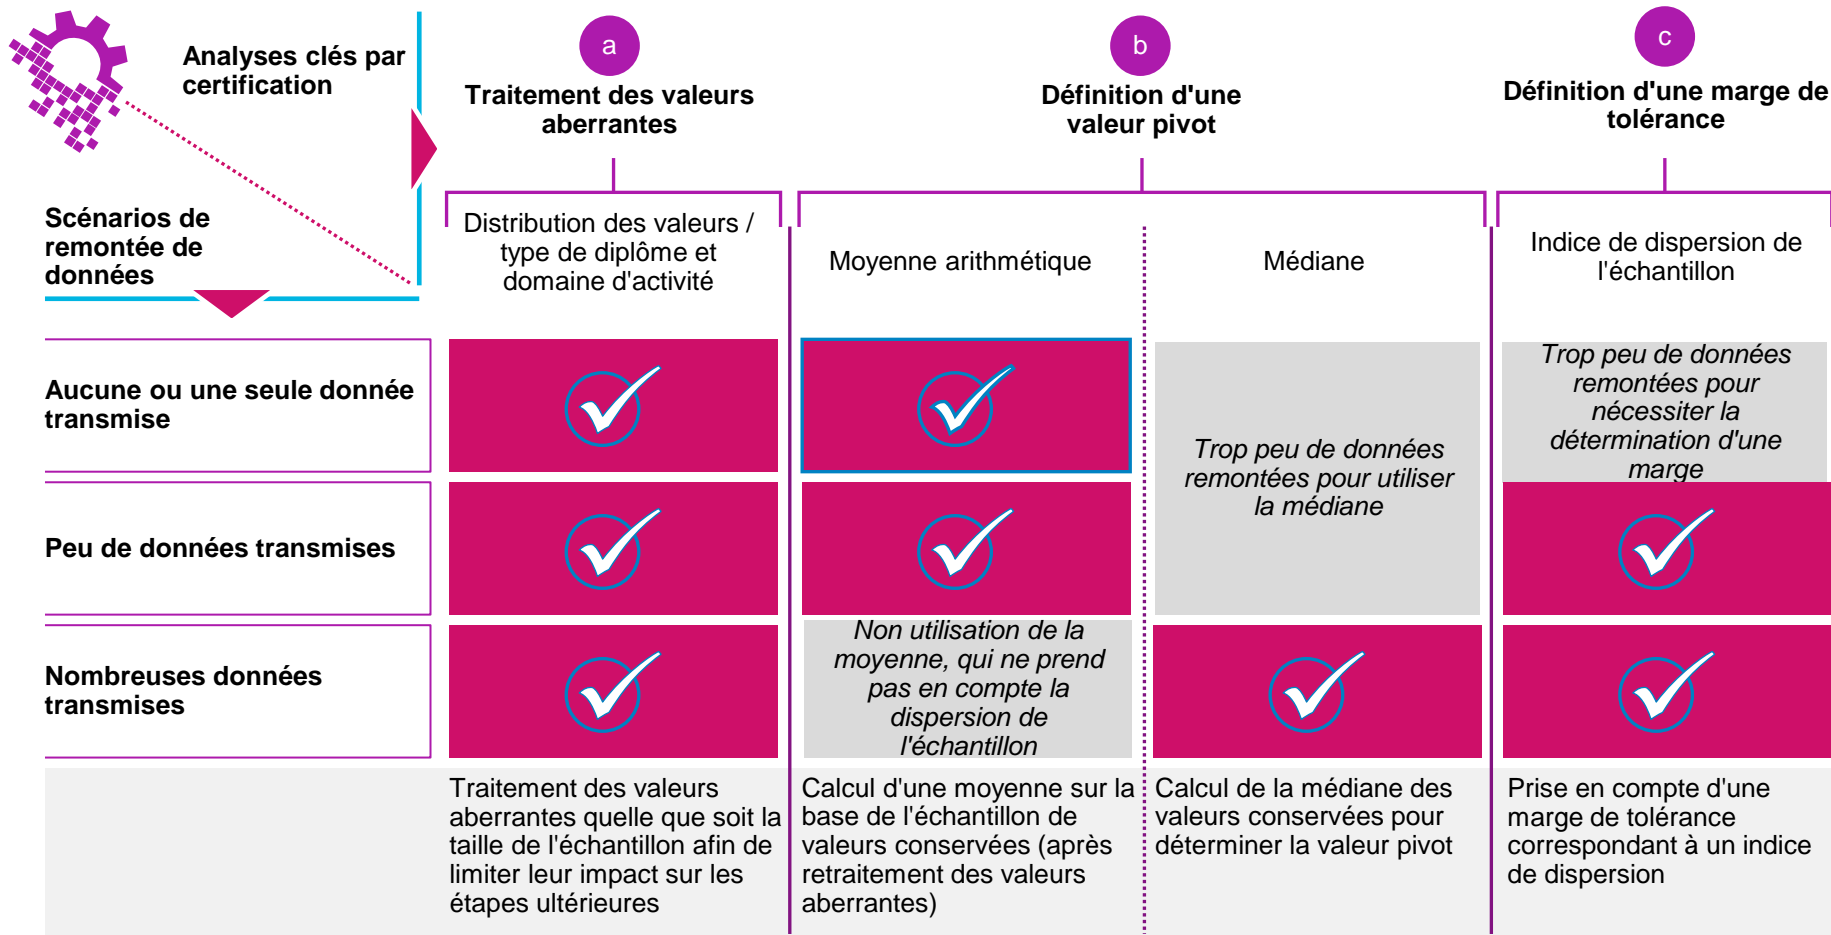 Analyses clés par
certification
Scénarios de
remontée de
données
a
Traitement des valeurs
aberrantes
b
Définition d'une
valeur pivot
c
Définition d'une marge de
tolérance
Distribution des valeurs /
type de diplôme et
domaine d'activité
Moyenne arithmétique
Médiane
Indice de dispersion de
l'échantillon
Aucune ou une seule donnée
transmise
Trop peu de données
remontées pour utiliser
la médiane
Trop peu de données
remontées pour
nécessiter la
détermination d'une
marge
Peu de données transmises
Nombreuses données
transmises
Non utilisation de la
moyenne, qui ne prend
pas en compte la
dispersion de
l'échantillon
Traitement des valeurs
aberrantes quelle que soit la
taille de l'échantillon afin de
limiter leur impact sur les
étapes ultérieures
Calcul d'une moyenne sur la
base de l'échantillon de
valeurs conservées (après
retraitement des valeurs
aberrantes)
Calcul de la médiane des
valeurs conservées pour
déterminer la valeur pivot
Prise en compte d'une
marge de tolérance
correspondant à un indice
de dispersion